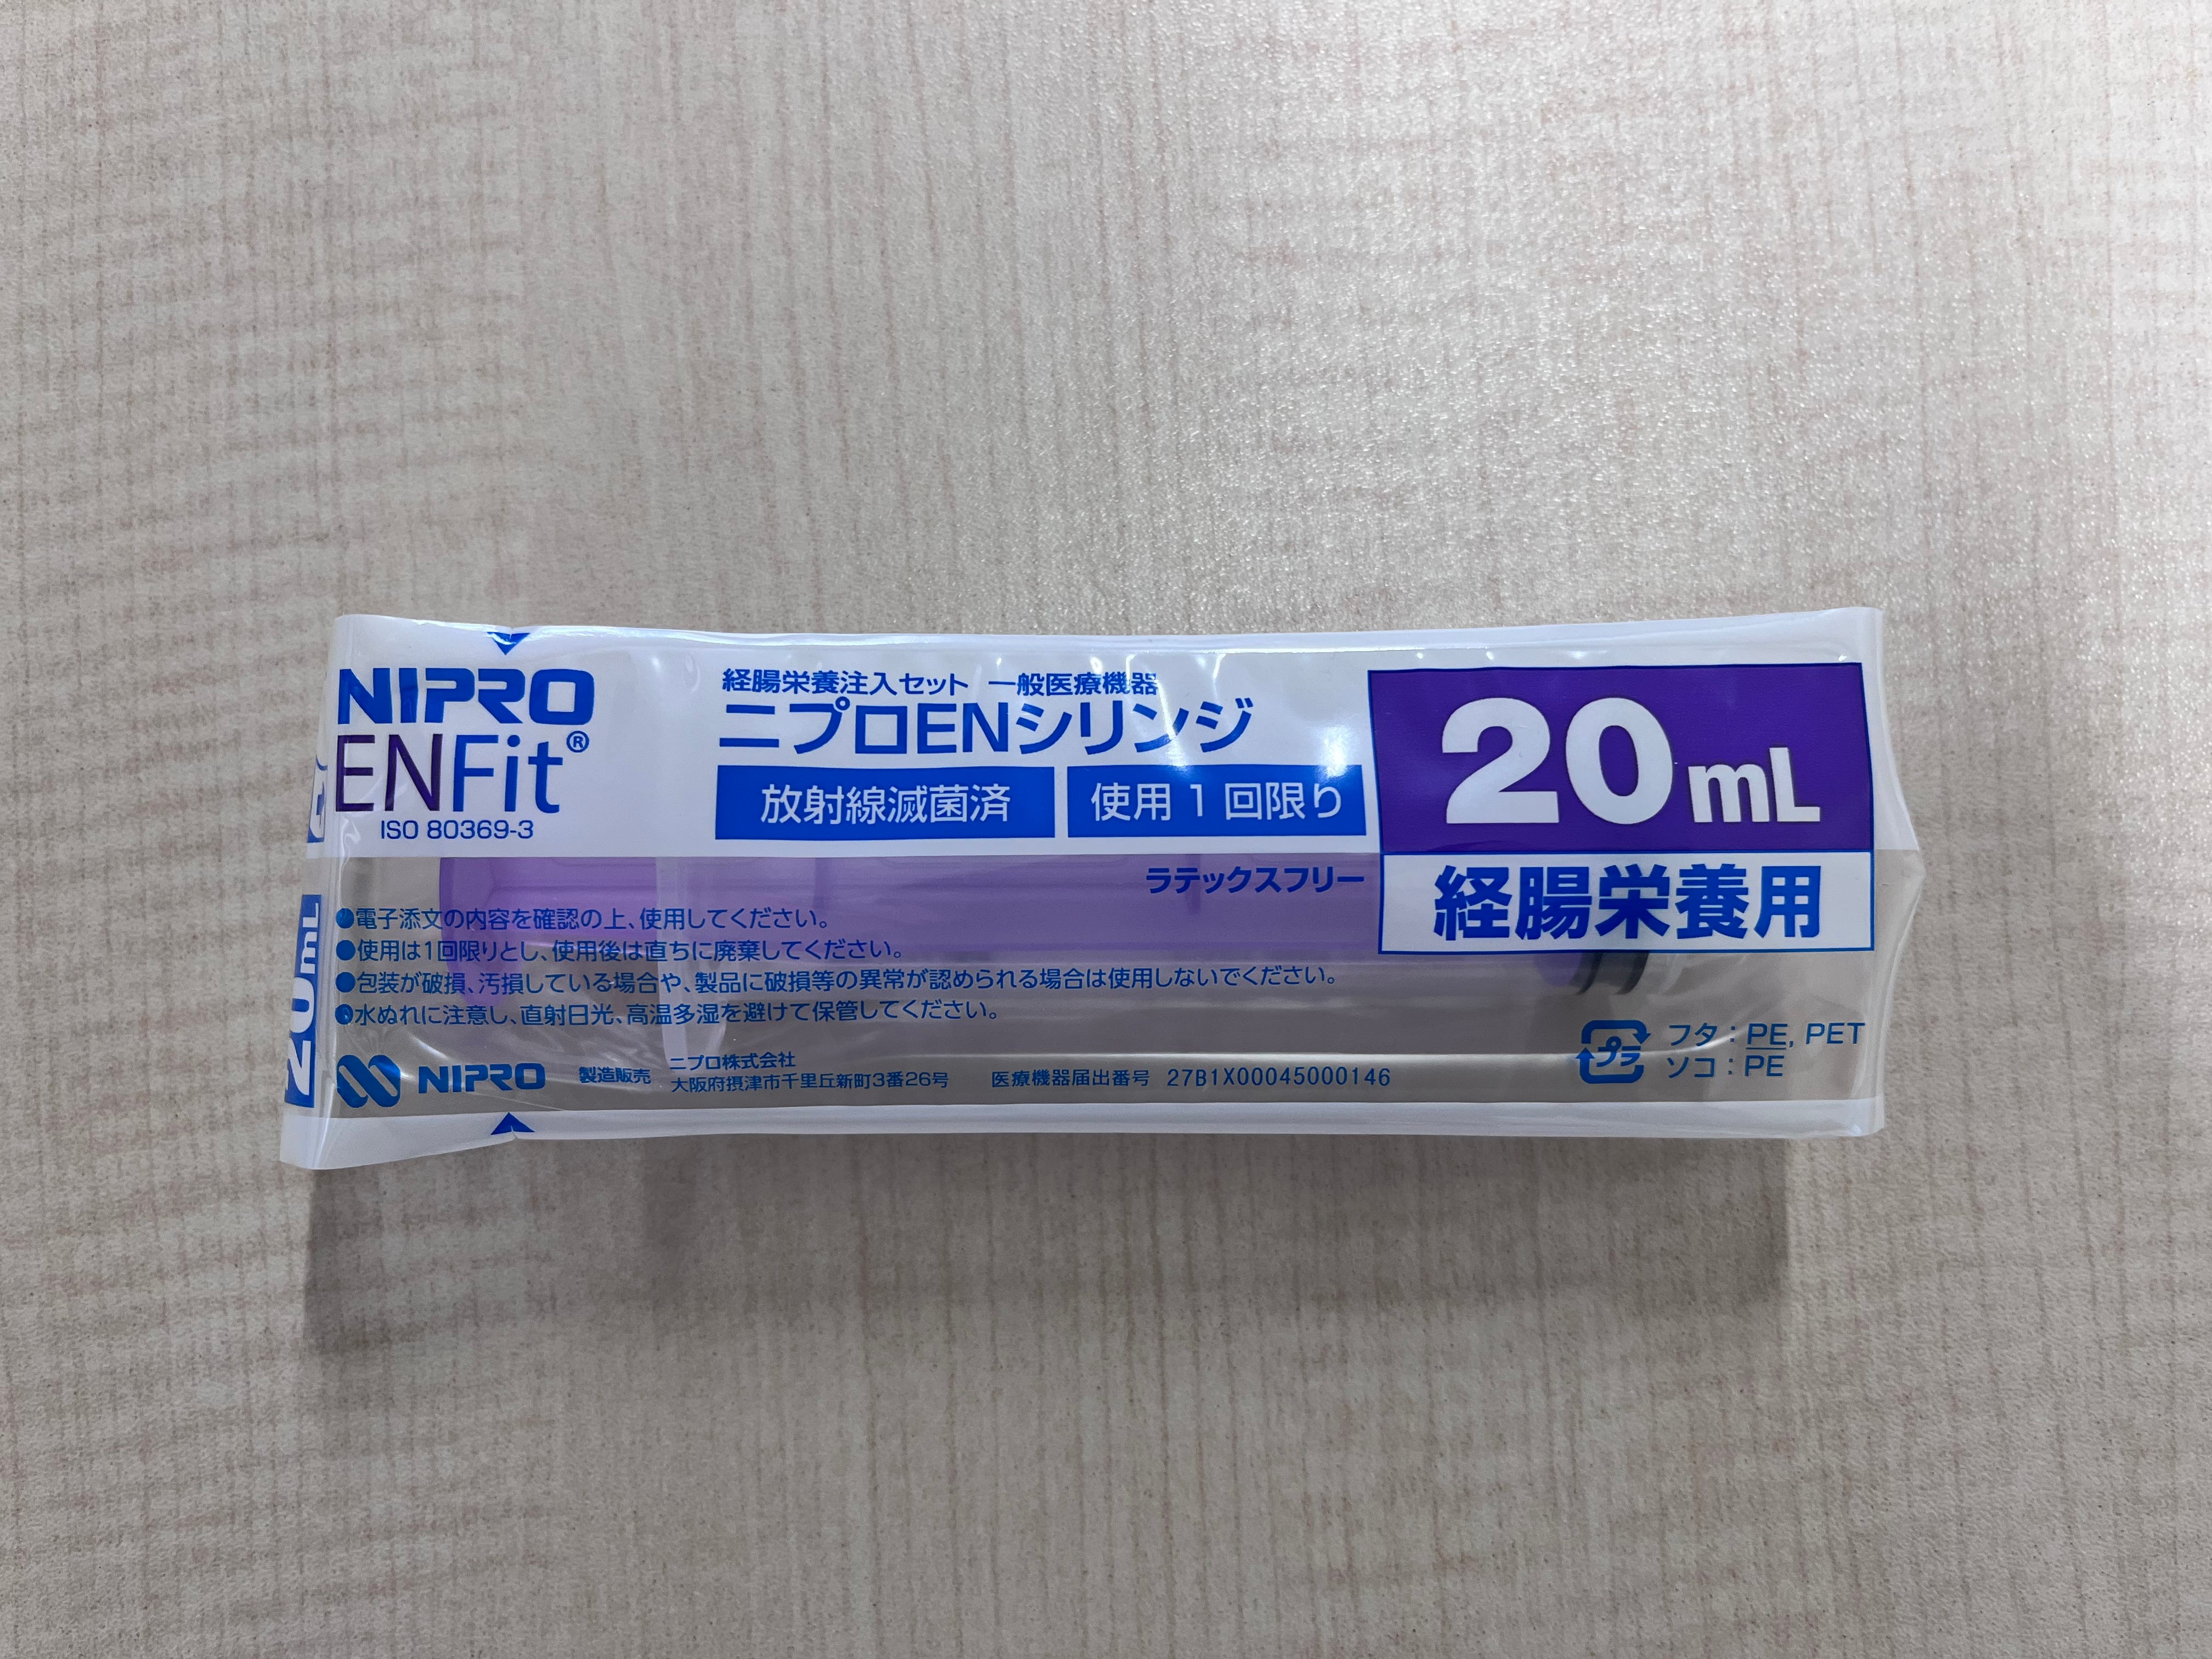 NIPRO
ENFit®
ISO 80369-3
経腸栄養注入セット 一般医療機器
ニプロENシリンジ
放射線滅菌済 使用1回限り
20mL
経腸栄養用
ラテックスフリー
●電子添文の内容を確認の上、使用してください。
●使用は1回限りとし、使用後は直ちに廃棄してください。
●包装が破損、汚損している場合や、製品に破損等の異常が認められる場合は使用しないでください。
●水ぬれに注意し、直射日光、高温多湿を避けて保管してください。
NIPRO 製造販売 ニプロ株式会社
大阪府摂津市千里丘新町3番26号 医療機器届出番号 27B1X00045000146
プラ フタ:PE, PET
ソコ:PE
20mL